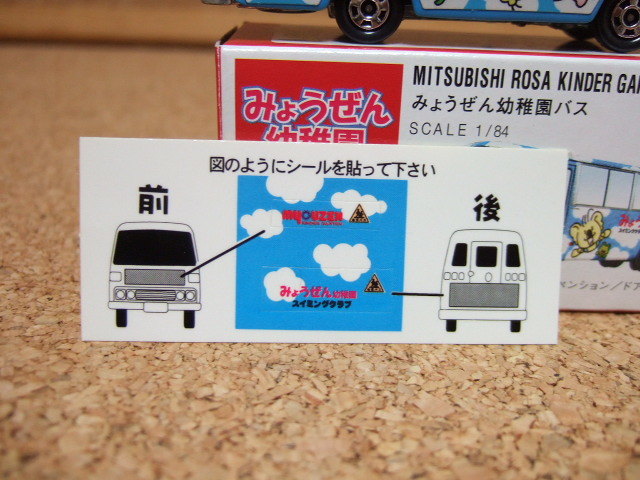 MITSUBISHI ROSA KINDER GA
みょうぜん
幼稚園
みょうぜん幼稚園バス
SCALE 1/84
図のようにシールを貼って下さい
前
後
MYOUZEN
みょうぜん幼稚園
スイミングクラブ